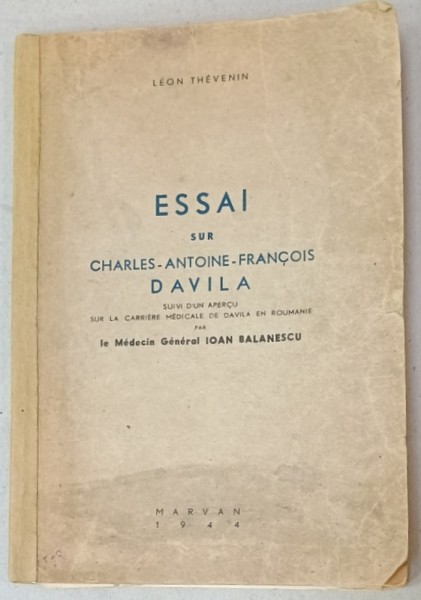 LÉON THÉVENIN
ESSAI
SUR
CHARLES-ANTOINE-FRANÇOIS
DAVILA
SUIVI D'UN APERÇU
SUR LA CARRIÈRE MÉDICALE DE DAVILA EN ROUMANIE
PAR
le Médecin Général IOAN BALANESCU
MARVAN
1944